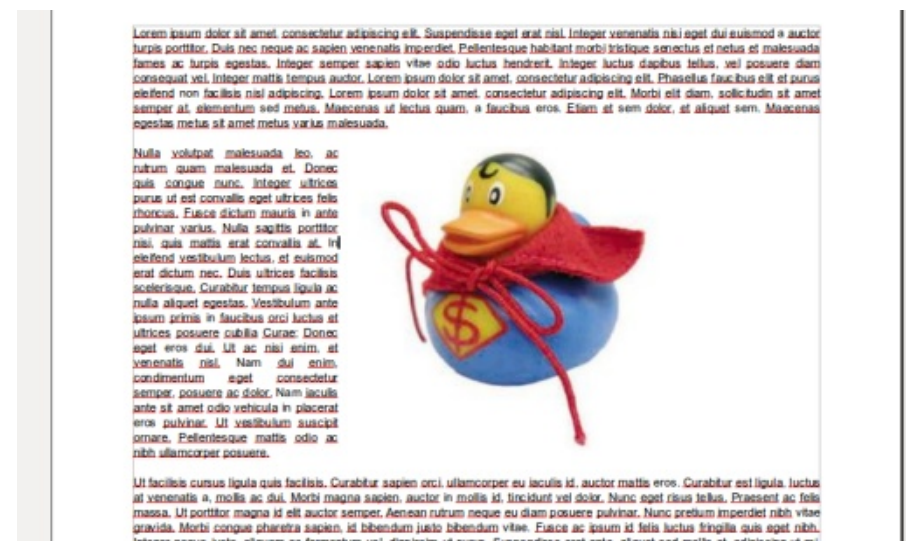 Lorem ipsum dolor sit amet, consectetur adipiscing elit. Suspendisse eget erat nisl. Integer venenatis nisi eget dui euismod a auctor
turpis porttitor. Duis nec neque ac sapien venenatis imperdiet. Pellentesque habitant morbi tristique senectus et netus et malesuada
fames ac turpis egestas. Integer semper sapien vitae odio luctus hendrerit. Integer luctus dapibus tellus, vel posuere diam
consequat vel. Integer mattis tempus auctor. Lorem ipsum dolor sit amet, consectetur adipiscing elit. Phasellus faucibus elit et purus
eleifend non facilisis nisl adipiscing. Lorem ipsum dolor sit amet, consectetur adipiscing elit. Morbi elit diam, sollicitudin sit amet
semper at, elementum sed metus. Maecenas ut lectus quam, a faucibus eros. Etiam et sem dolor, et aliquet sem. Maecenas
egestas metus sit amet metus varius malesuada.
Nulla volutpat malesuada leo, ac
rutrum quam malesuada et. Donec
quis congue nunc. Integer ultrices
purus ut est convallis eget ultrices felis
rhoncus. Fusce dictum mauris in ante
pulvinar varius. Nulla sagittis porttitor
nisi, quis mattis erat convallis at. In
eleifend vestibulum lectus, et euismod
erat dictum nec. Duis ultrices facilisis
scelerisque. Curabitur tempus ligula ac
nulla aliquet egestas. Vestibulum ante
ipsum primis in faucibus orci luctus et
ultrices posuere cubilia Curae; Donec
eget eros dui. Ut ac nisi enim, et
venenatis nisl. Nam dui enim,
condimentum eget consectetur
semper, posuere ac dolor. Nam iaculis
ante sit amet odio vehicula in placerat
eros pulvinar. Ut vestibulum suscipit
ornare. Pellentesque mattis odio ac
nibh ullamcorper posuere.
$
Ut facilisis cursus ligula quis facilisis. Curabitur sapien orci, ullamcorper eu iaculis id, auctor mattis eros. Curabitur est ligula, luctus
at venenatis a, mollis ac dui. Morbi magna sapien, auctor in mollis id, tincidunt vel dolor. Nunc eget risus tellus. Praesent ac felis
massa. Ut porttitor magna id elit auctor semper. Aenean rutrum neque eu diam posuere pulvinar. Nunc pretium imperdiet nibh vitae
gravida. Morbi congue pharetra sapien, id bibendum justo bibendum vitae. Fusce ac ipsum id felis luctus fringilla quis eget nibh.